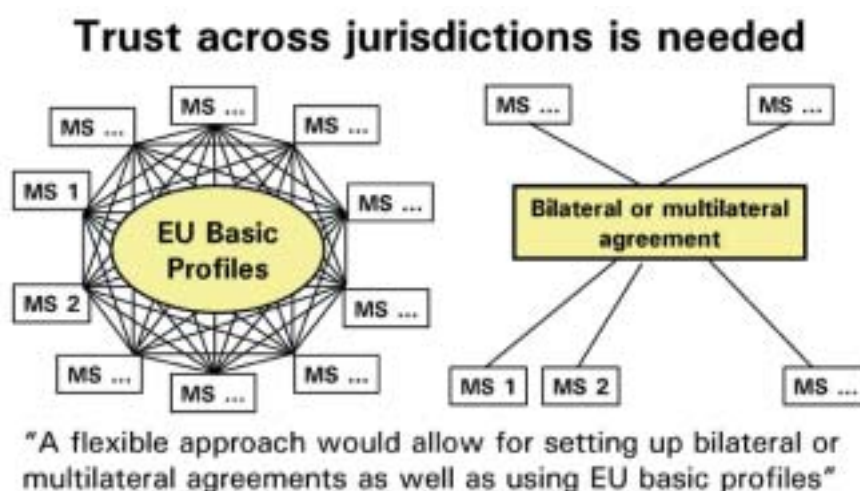 Trust across jurisdictions is needed
MS ...
MS ...
MS ...
MS 1
MS ...
EU Basic
Profiles
MS 2
MS ...
MS ...
MS ...
MS ...
MS ...
MS ...
Bilateral or multilateral
agreement
MS 1
MS 2
MS ...
"A flexible approach would allow for setting up bilateral or
multilateral agreements as well as using EU basic profiles"